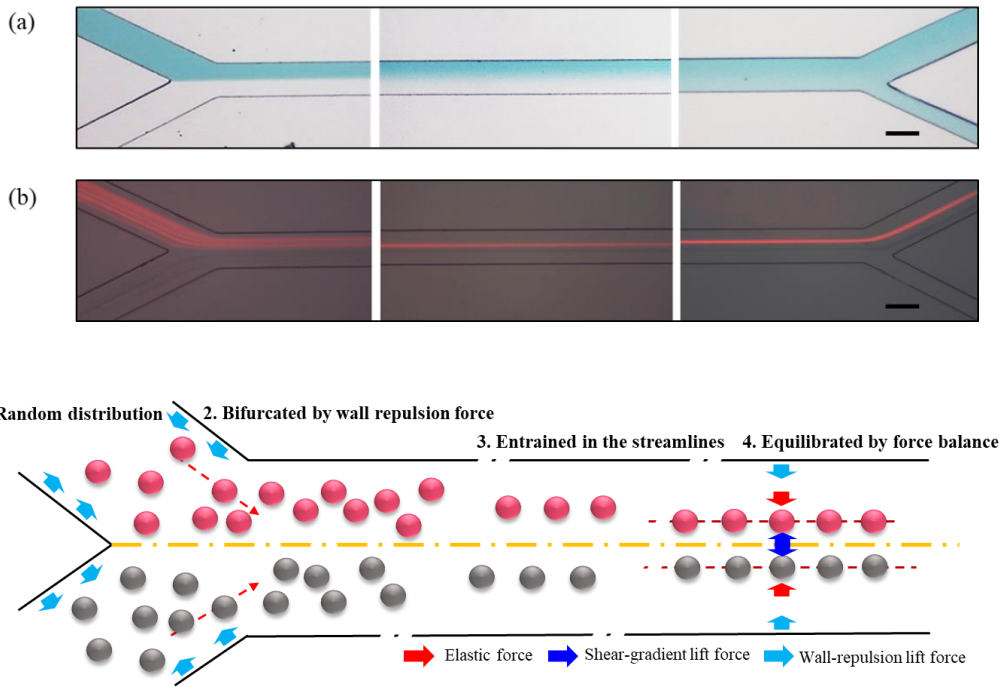 (a)
(b)
Random distribution
2. Bifurcated by wall repulsion force
3. Entrained in the streamlines
4. Equilibrated by force balance
Elastic force
Shear-gradient lift force
Wall-repulsion lift force